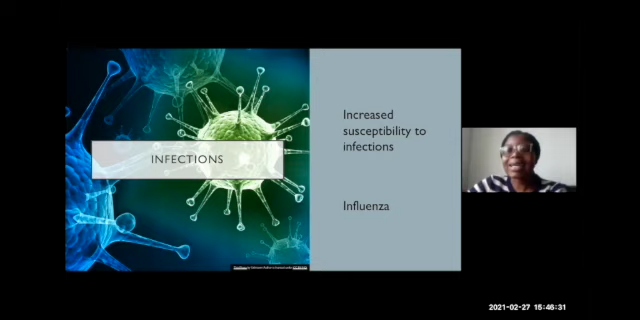 INFECTIONS
Increased
susceptibility to
infections
Influenza
2021-02-27 15:46:31